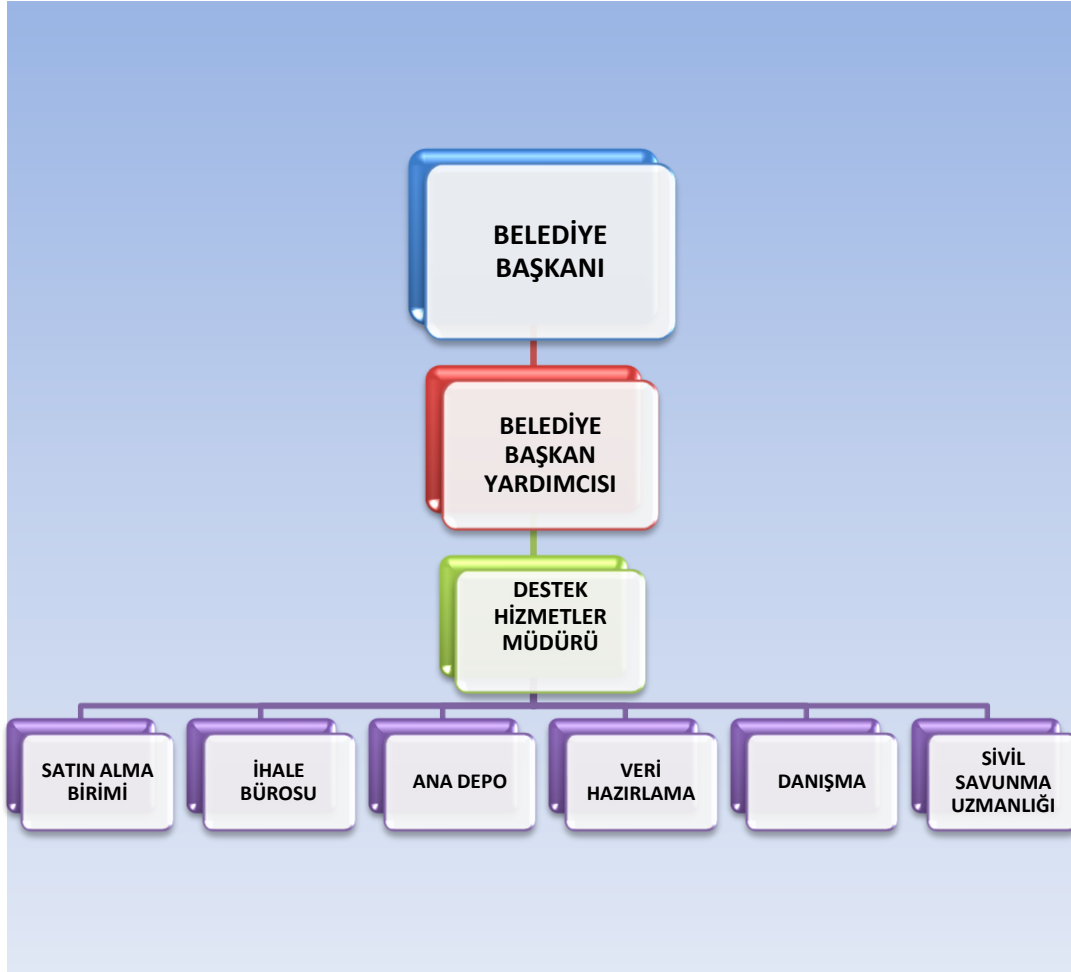 BELEDİYE
BAŞKANI
BELEDİYE
BAŞKAN
YARDIMCISI
DESTEK
HİZMETLER
MÜDÜRÜ
SATIN ALMA
BİRİMİ
İHALE
BÜROSU
ANA DEPO
VERİ
HAZIRLAMA
DANIŞMA
SİVİL
SAVUNMA
UZMANLIĞI